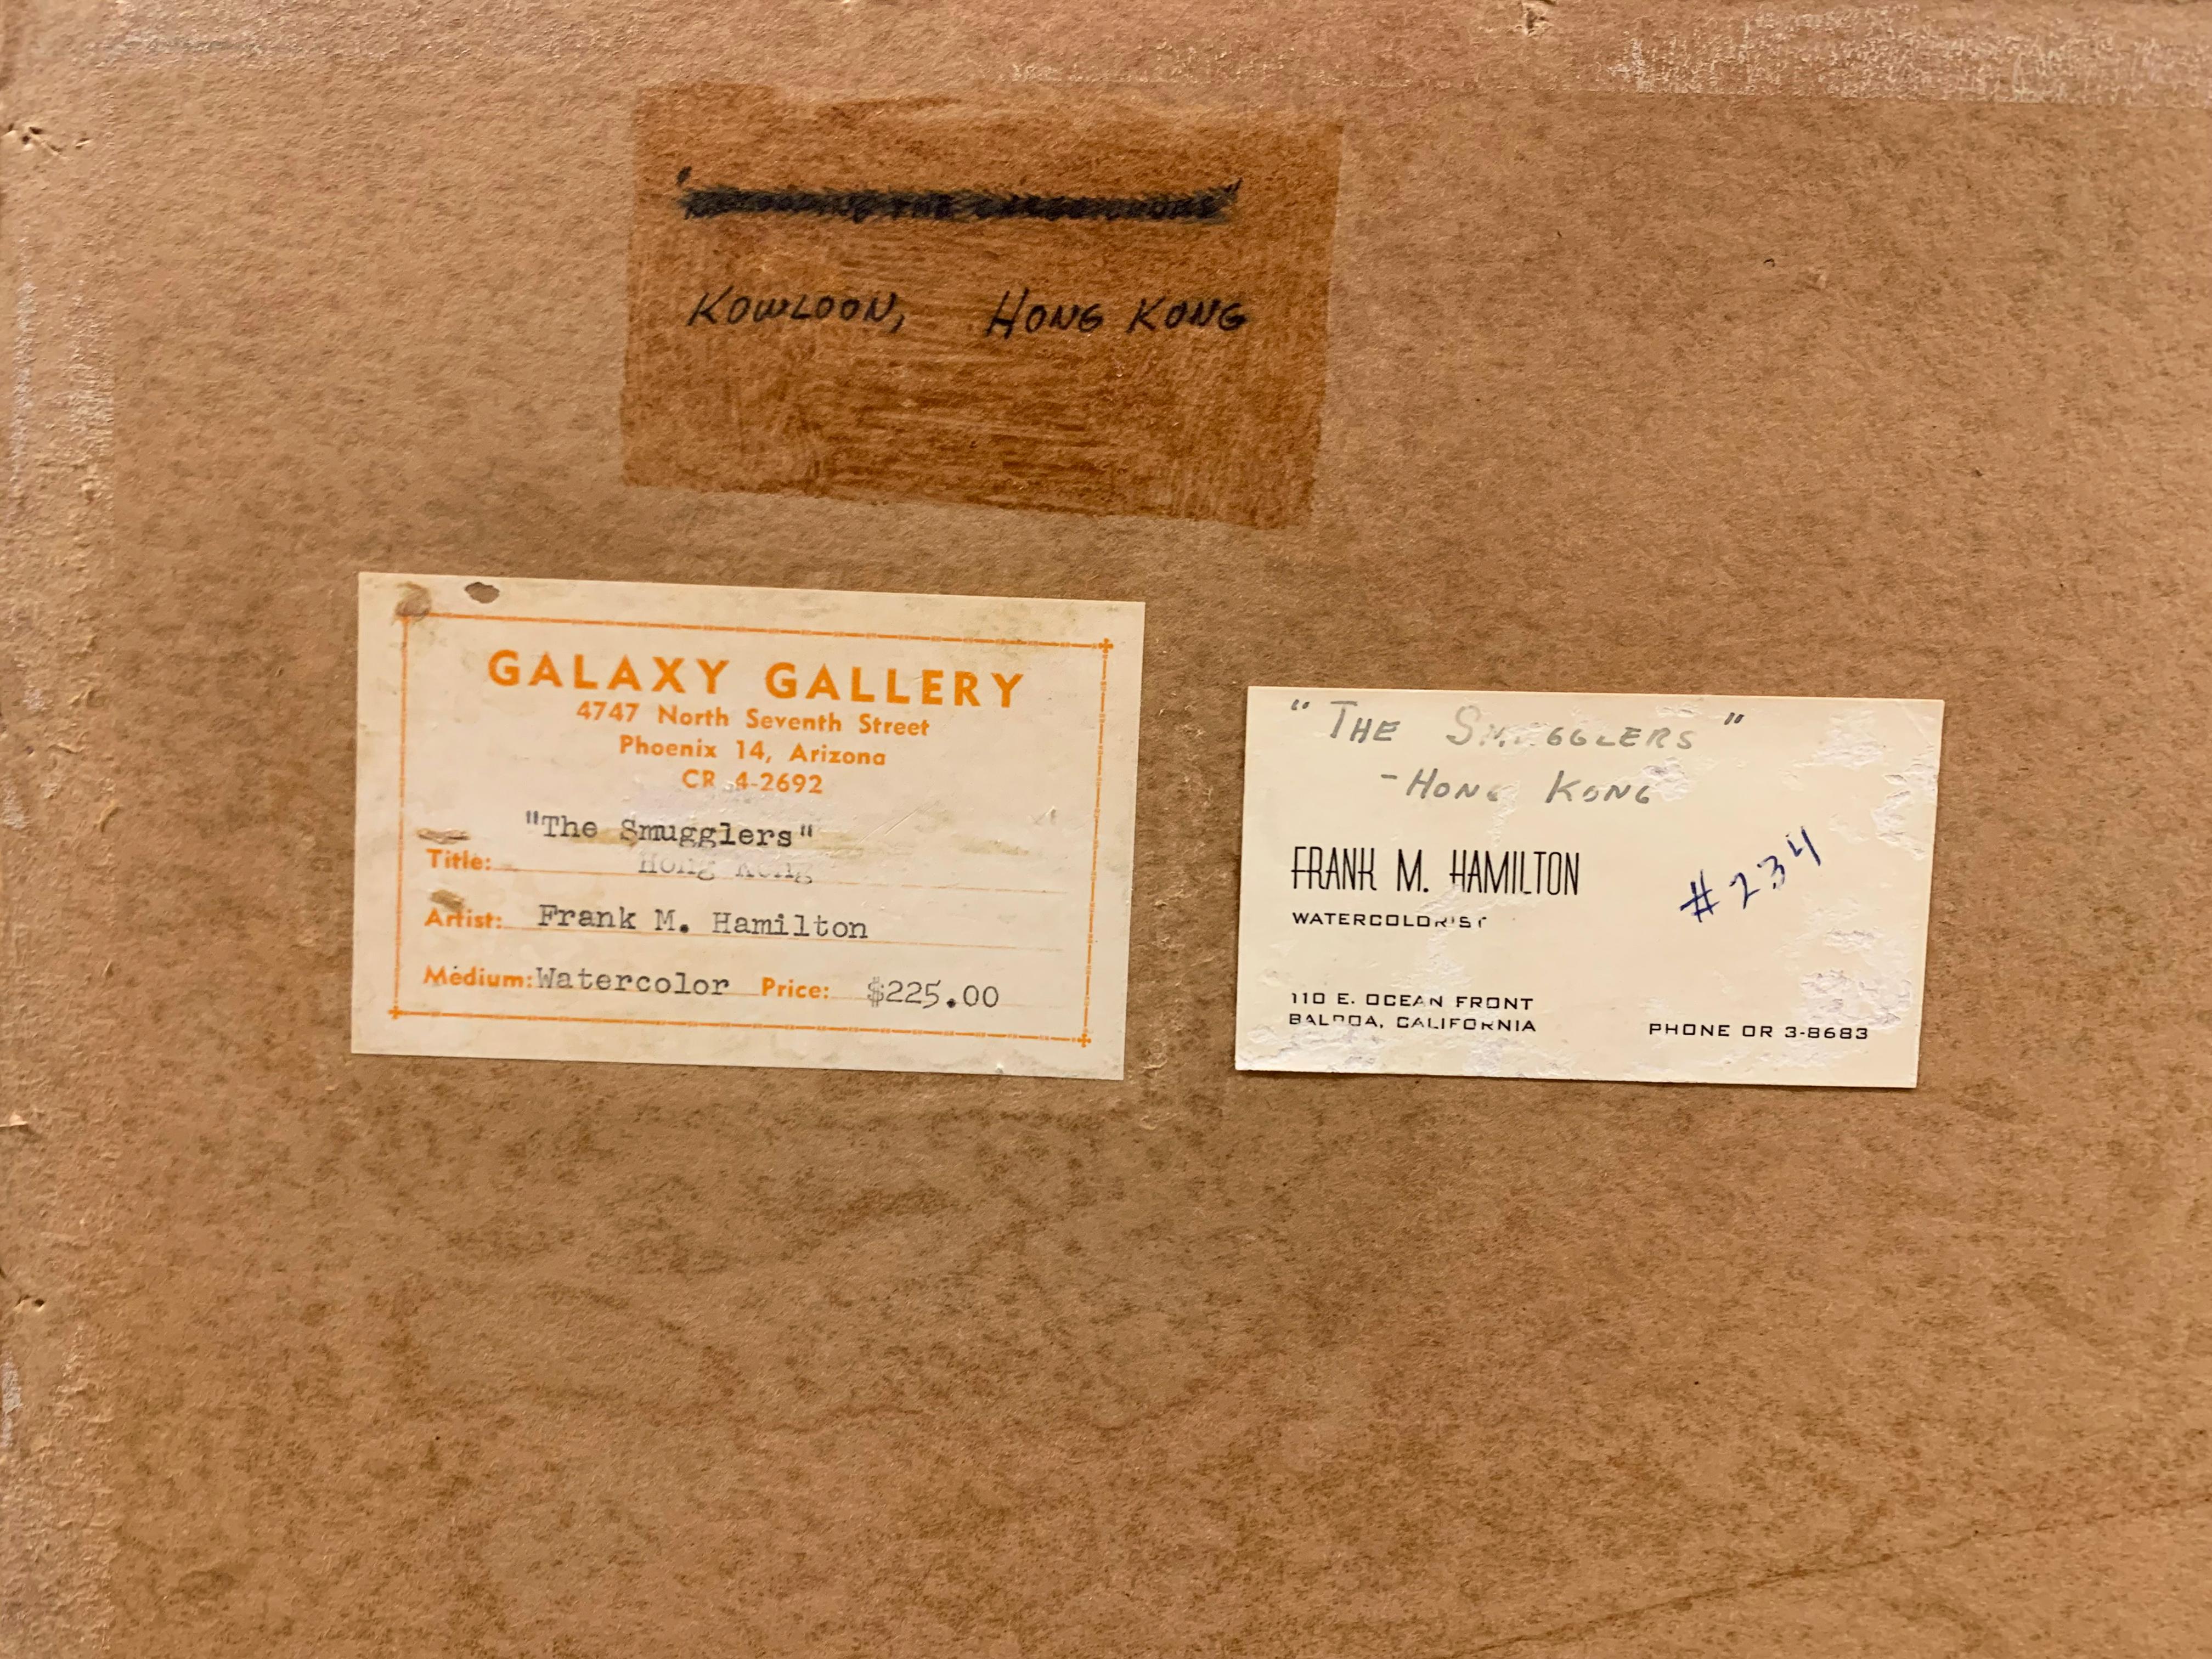 KOWLOON, HONG KONG
GALAXY GALLERY
4747 North Seventh Street
Phoenix 14, Arizona
CR 4-2692
"The Smugglers"
Title: Hong Kong
Artist: Frank M. Hamilton
Medium: Watercolor Price: $225.00
"THE SMUGGLERS"
- HONG KONG
FRANK M. HAMILTON
#234
WATERCOLORIST
110 E. OCEAN FRONT
BALBOA, CALIFORNIA PHONE OR 3-8683